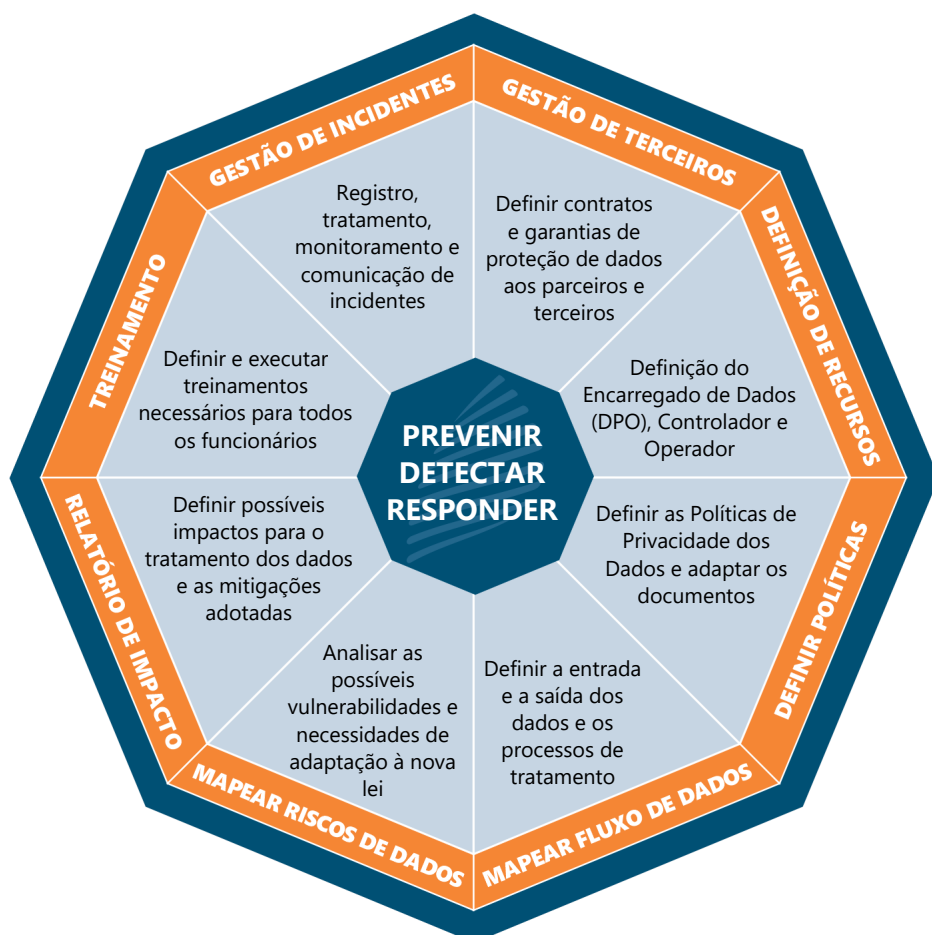 GESTÃO DE INCIDENTES
Registro,
tratamento,
monitoramento e
comunicação de
incidentes
GESTÃO DE TERCEIROS
Definir contratos
e garantias de
proteção de dados
aos parceiros e
terceiros
DEFINIÇÃO DE RECURSOS
Definição do
Encarregado de Dados
(DPO), Controlador e
Operador
DEFINIR POLÍTICAS
Definir as Políticas de
Privacidade dos
Dados e adaptar os
documentos
MAPEAR FLUXO DE DADOS
Definir a entrada
e a saída dos
dados e os
processos de
tratamento
MAPEAR RISCOS DE DADOS
Analisar as
possíveis
vulnerabilidades e
necessidades de
adaptação à nova
lei
RELATÓRIO DE IMPACTO
Definir possíveis
impactos para o
tratamento dos dados
e as mitigações
adotadas
TREINAMENTO
Definir e executar
treinamentos
necessários para todos
os funcionários
PREVENIR
DETECTAR
RESPONDER